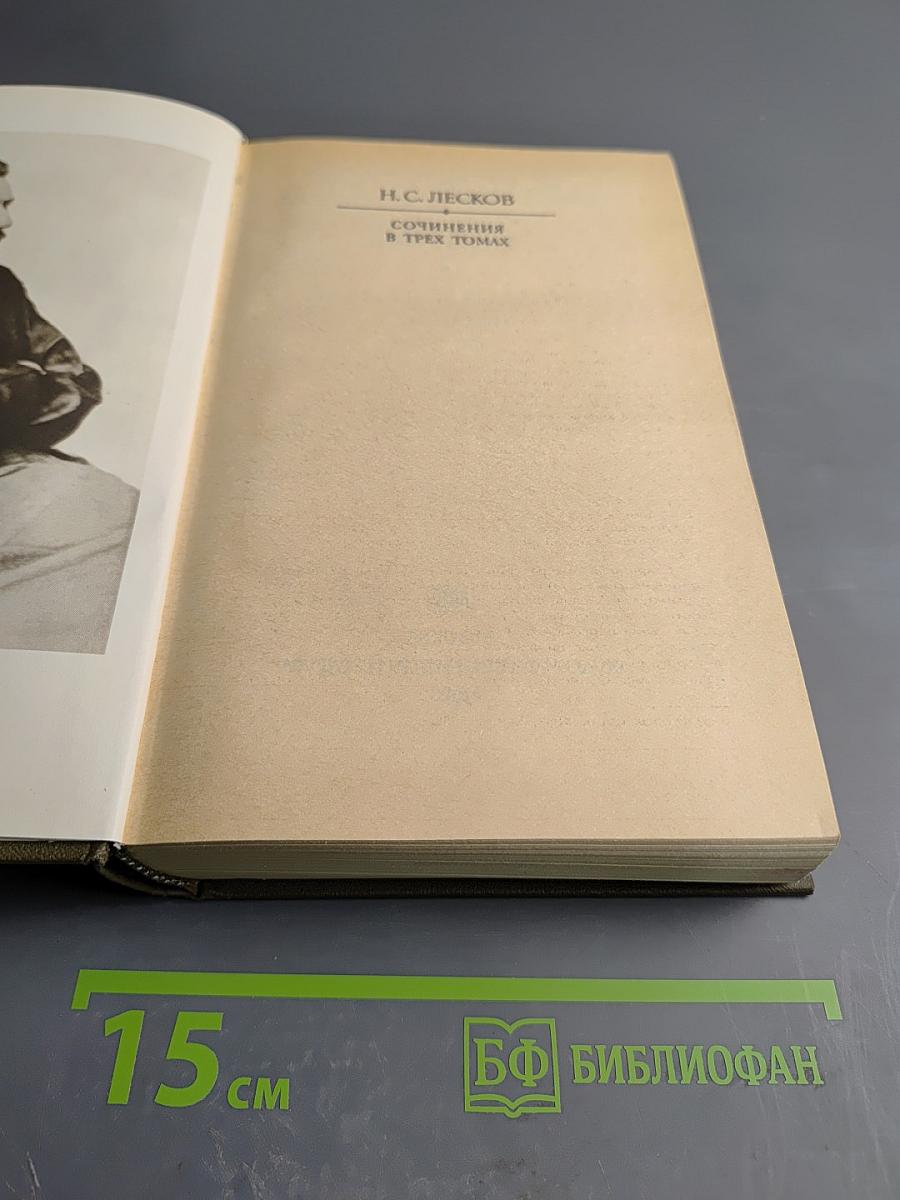 Н. С. ЛЕСКОВ
СОЧИНЕНИЯ
В ТРЕХ ТОМАХ
15 см
БФ БИБЛИОФАН